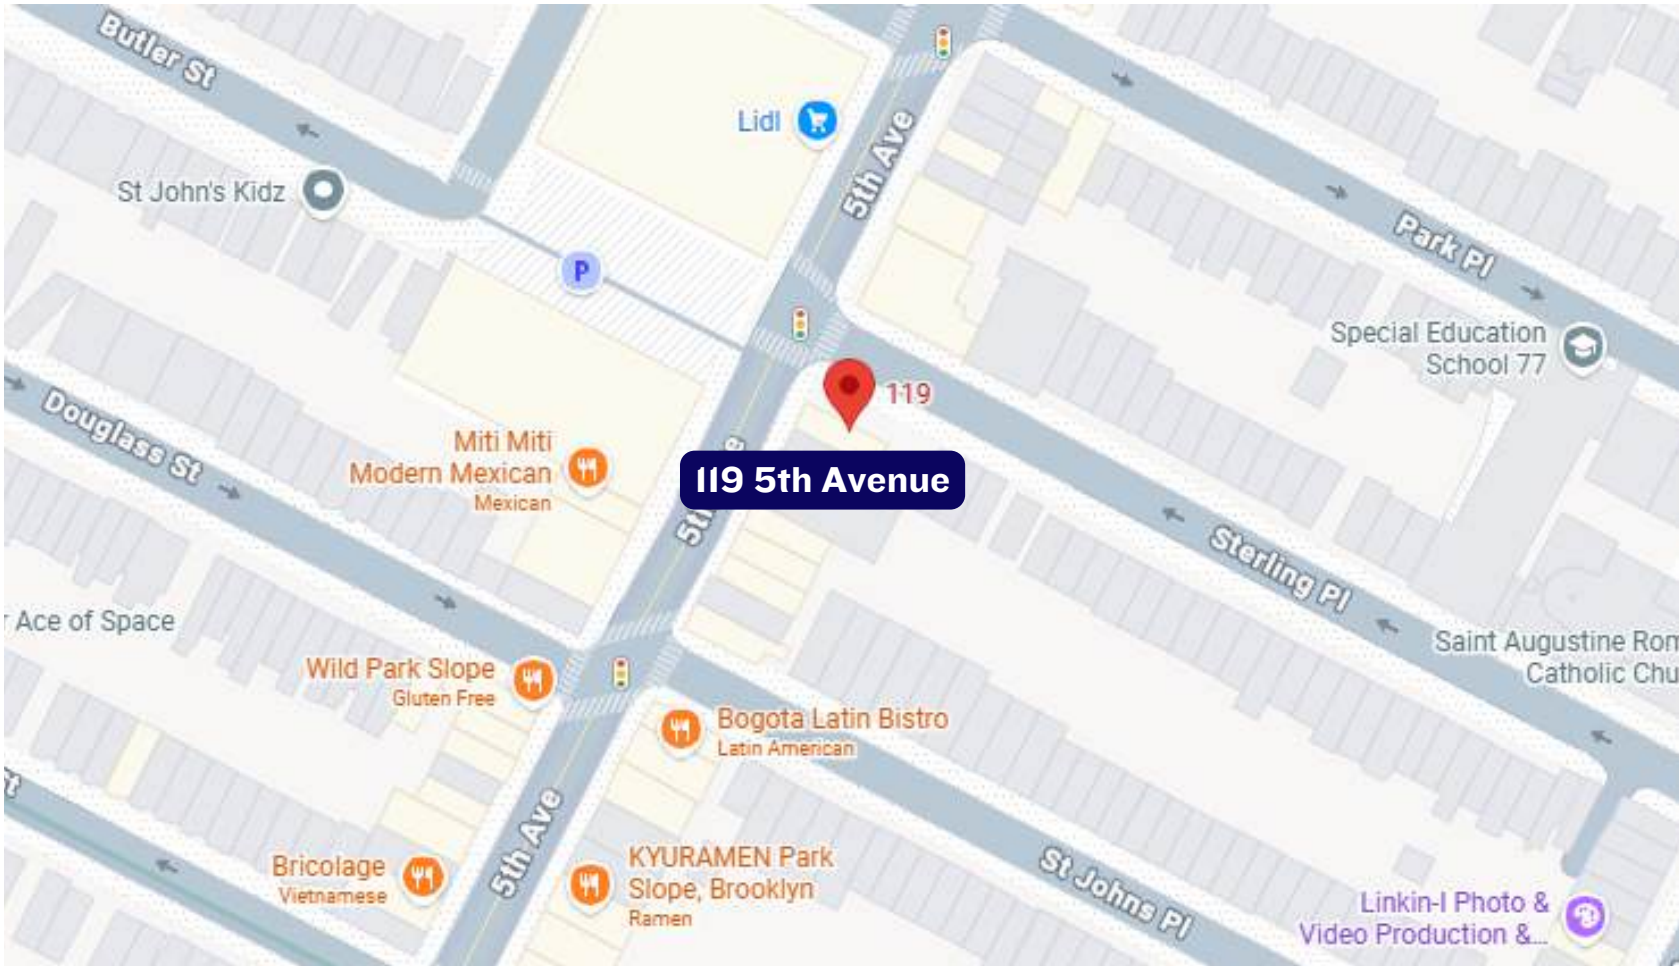 Butler St
Lidl
5th Ave
St John's Kidz
P
Park Pl
Special Education
School 77
119
Douglass St
Miti Miti
Modern Mexican
Mexican
119 5th Avenue
Sterling Pl
Ace of Space
Saint Augustine Rom
Catholic Chu
Wild Park Slope
Gluten Free
Bogota Latin Bistro
Latin American
5th Ave
Bricolage
Vietnamese
KYURAMEN Park
Slope, Brooklyn
Ramen
St Johns Pl
Linkin-I Photo &
Video Production &...